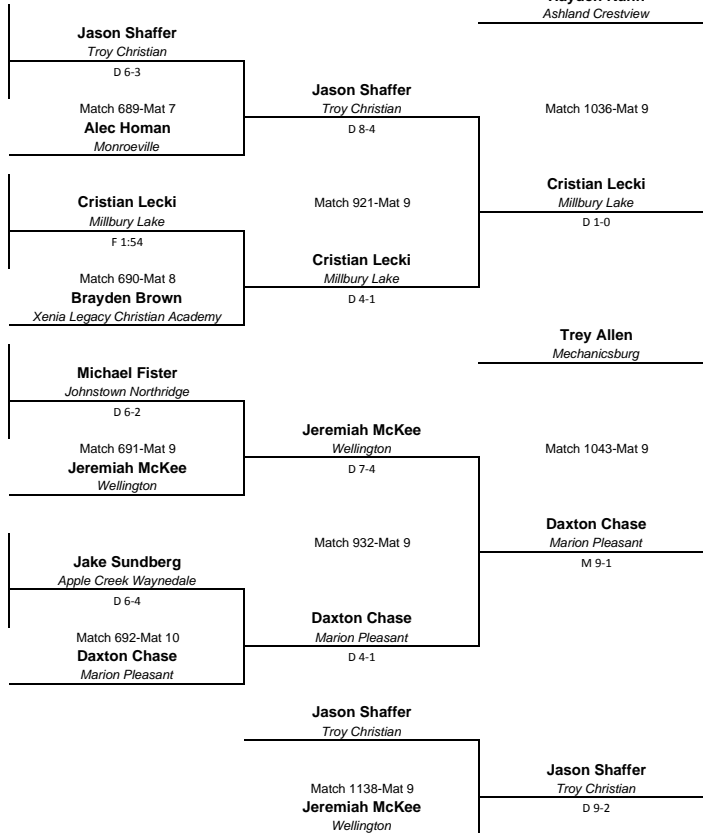 Ashland Crestview
Jason Shaffer
Troy Christian
D 6-3
Match 689-Mat 7
Alec Homan
Monroeville
Jason Shaffer
Troy Christian
D 8-4
Match 1036-Mat 9
Cristian Lecki
Millbury Lake
F 1:54
Match 690-Mat 8
Brayden Brown
Xenia Legacy Christian Academy
Match 921-Mat 9
Cristian Lecki
Millbury Lake
D 4-1
Cristian Lecki
Millbury Lake
D 1-0
Trey Allen
Mechanicsburg
Michael Fister
Johnstown Northridge
D 6-2
Match 691-Mat 9
Jeremiah McKee
Wellington
Jeremiah McKee
Wellington
D 7-4
Match 1043-Mat 9
Jake Sundberg
Apple Creek Waynedale
D 6-4
Match 692-Mat 10
Daxton Chase
Marion Pleasant
Match 932-Mat 9
Daxton Chase
Marion Pleasant
D 4-1
Daxton Chase
Marion Pleasant
M 9-1
Jason Shaffer
Troy Christian
Match 1138-Mat 9
Jeremiah McKee
Wellington
Jason Shaffer
Troy Christian
D 9-2